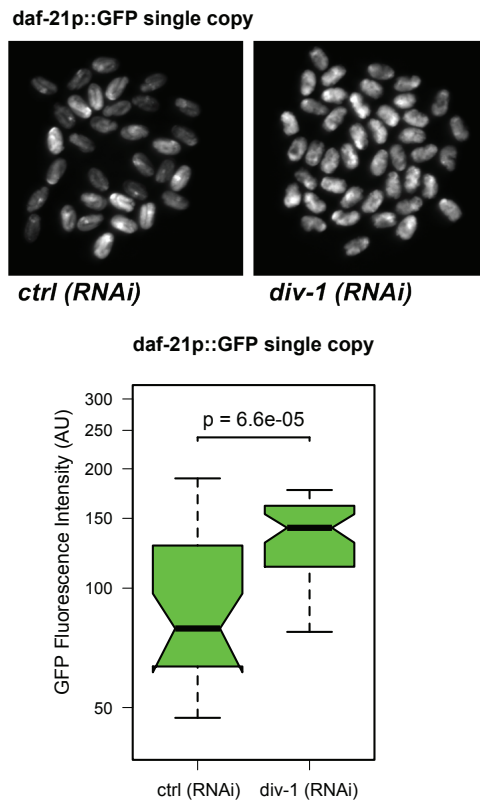 daf-21p::GFP single copy
ctrl (RNAi)
div-1 (RNAi)
daf-21p::GFP single copy
GFP Fluorescence Intensity (AU)
300
250
200
150
100
50
p = 6.6e-05
ctrl (RNAi)
div-1 (RNAi)